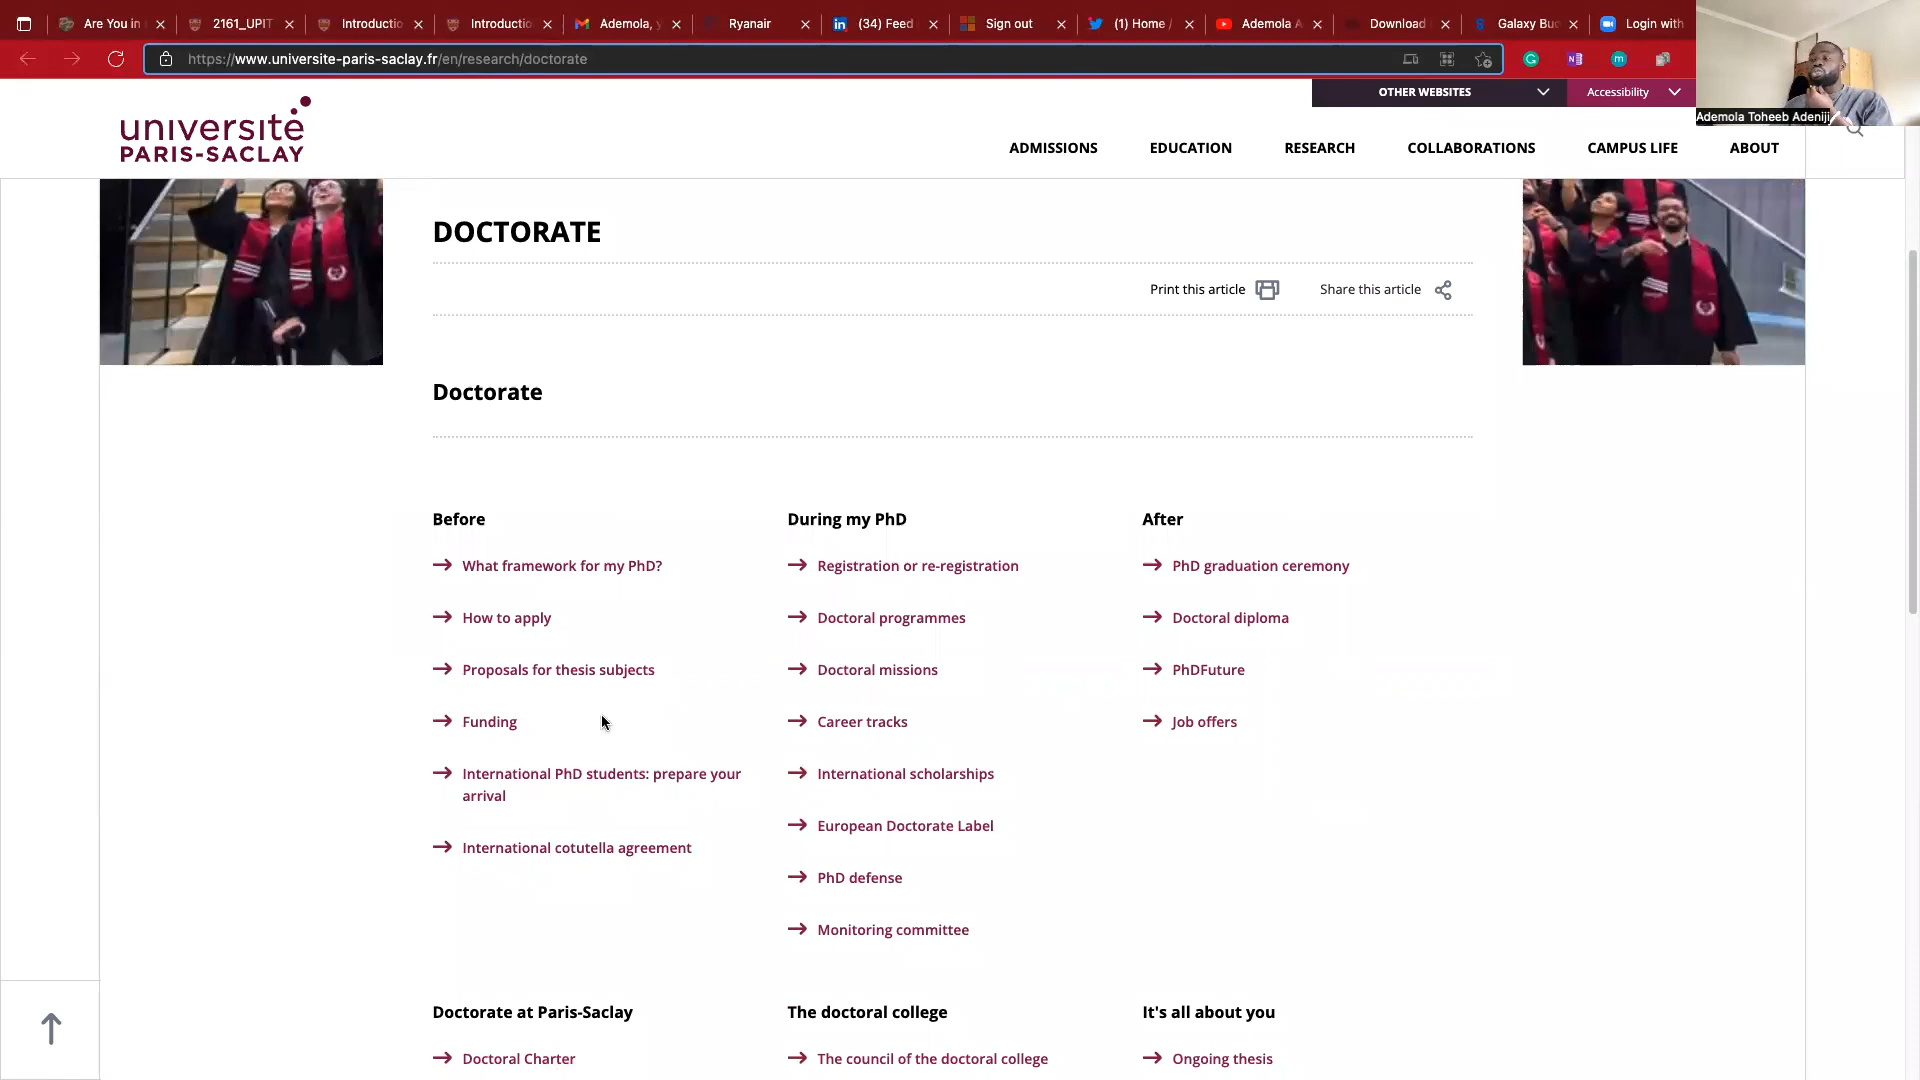 Are You in
2161_UPIT
Introductio
Introductio
Ademola, y
Ryanair
(34) Feed
Sign out
(1) Home /
Ademola A
Download
Galaxy Buc
Login with
https://www.universite-paris-saclay.fr/en/research/doctorate
OTHER WEBSITES
Accessibility
Ademola Toheeb Adeniji
université
PARIS-SACLAY
ADMISSIONS
EDUCATION
RESEARCH
COLLABORATIONS
CAMPUS LIFE
ABOUT
DOCTORATE
Print this article
Share this article
Doctorate
Before
What framework for my PhD?
How to apply
Proposals for thesis subjects
Funding
International PhD students: prepare your
arrival
International cotutella agreement
During my PhD
Registration or re-registration
Doctoral programmes
Doctoral missions
Career tracks
International scholarships
European Doctorate Label
PhD defense
Monitoring committee
After
PhD graduation ceremony
Doctoral diploma
PhDFuture
Job offers
Doctorate at Paris-Saclay
Doctoral Charter
The doctoral college
The council of the doctoral college
It's all about you
Ongoing thesis